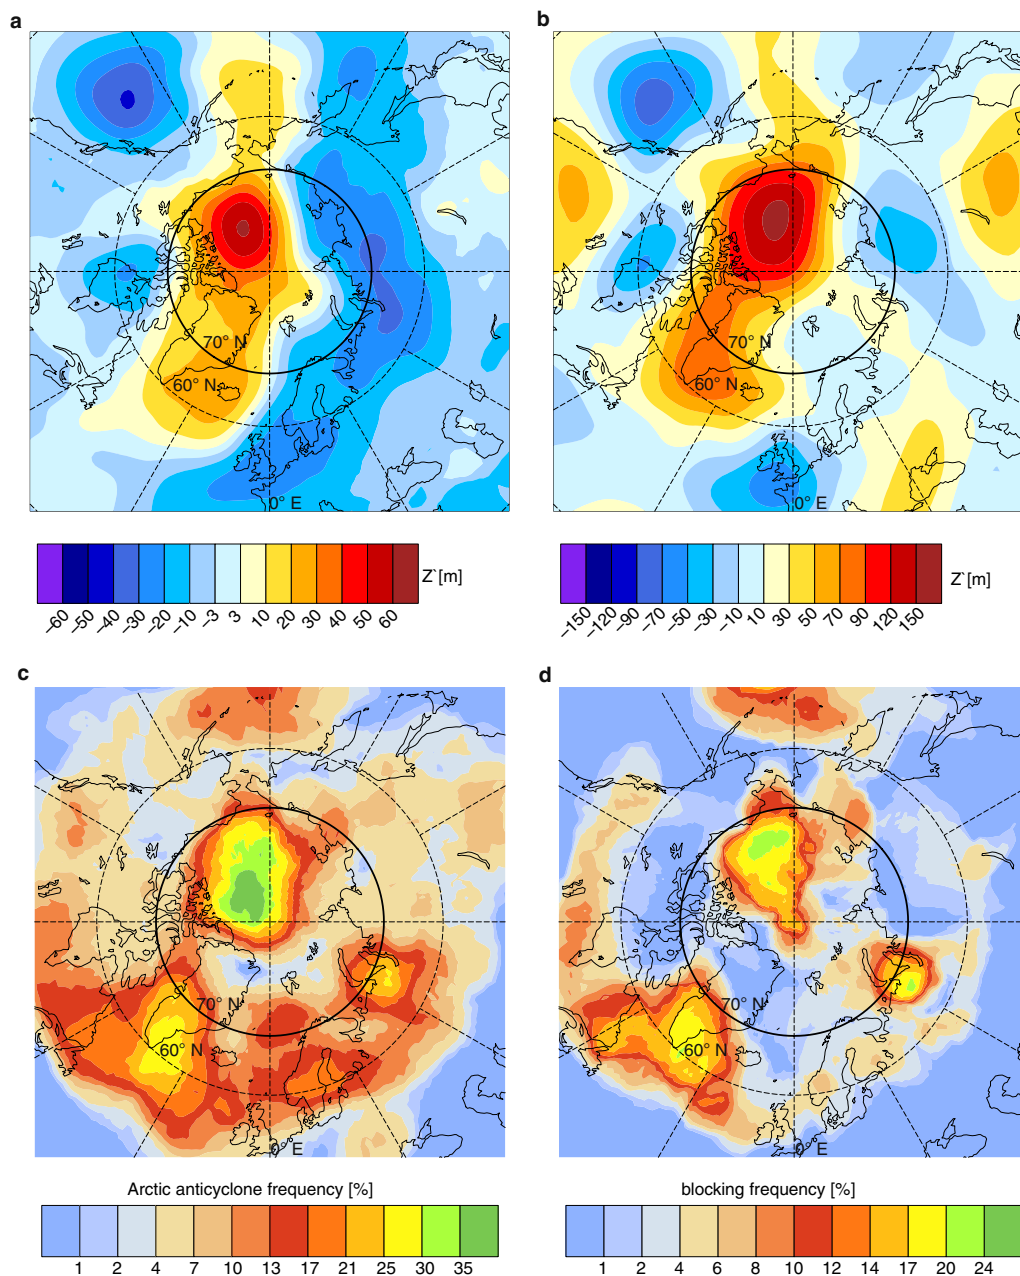 a
b
70° N
60° N
0° E
70° N
60° N
0° E
Z`[m]
−60 −50 −40 −30 −20 −10 −3 3 10 20 30 40 50 60
Z`[m]
−150 −120 −90 −70 −50 −30 −10 10 30 50 70 90 120 150
c
d
70° N
60° N
0° E
70° N
60° N
0° E
Arctic anticyclone frequency [%]
1 2 4 7 10 13 17 21 25 30 35
blocking frequency [%]
1 2 4 6 8 10 12 14 17 20 24